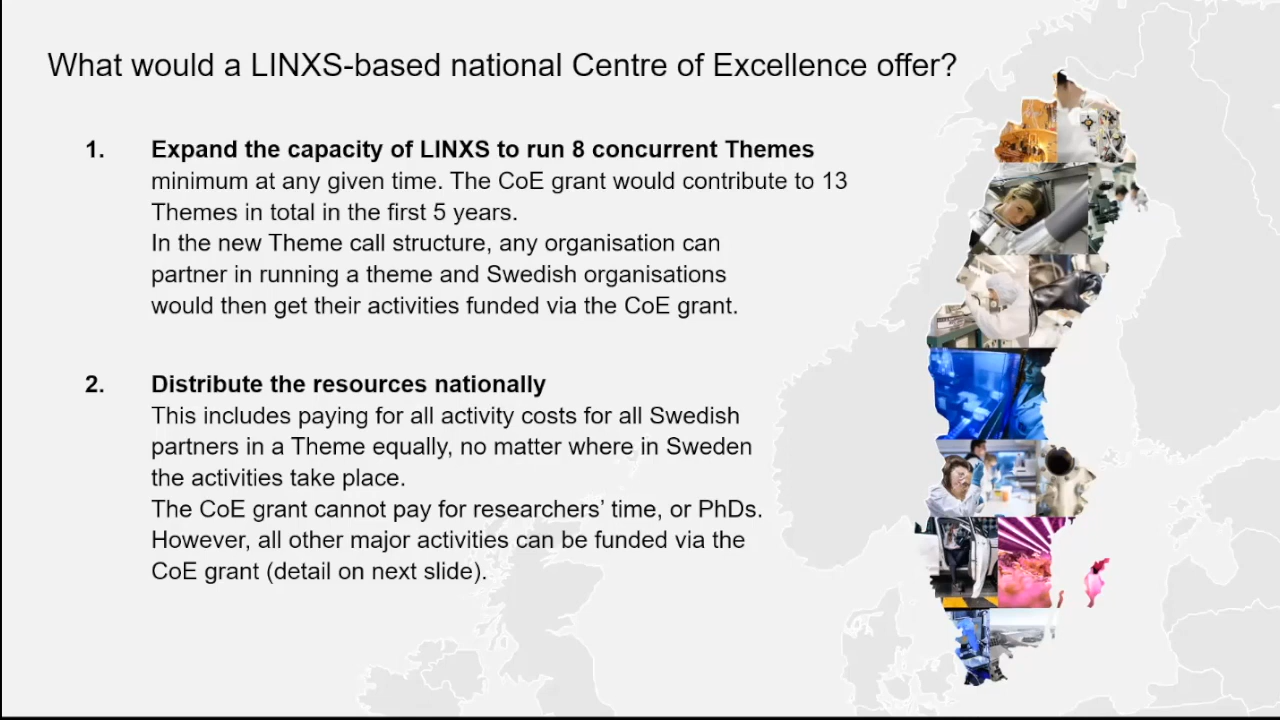 What would a LINXS-based national Centre of Excellence offer?
1. Expand the capacity of LINXS to run 8 concurrent Themes
minimum at any given time. The CoE grant would contribute to 13
Themes in total in the first 5 years.
In the new Theme call structure, any organisation can
partner in running a theme and Swedish organisations
would then get their activities funded via the CoE grant.
2. Distribute the resources nationally
This includes paying for all activity costs for all Swedish
partners in a Theme equally, no matter where in Sweden
the activities take place.
The CoE grant cannot pay for researchers’ time, or PhDs.
However, all other major activities can be funded via the
CoE grant (detail on next slide).